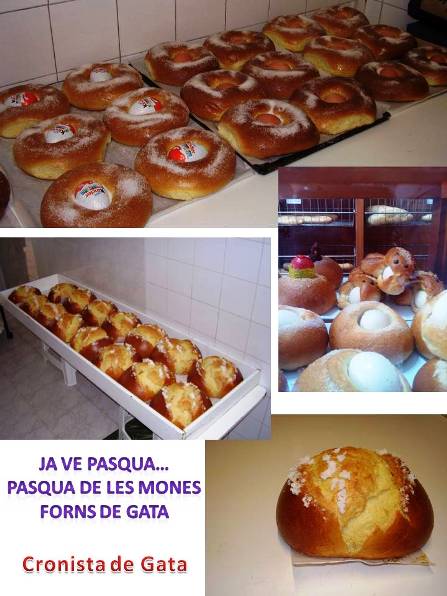 JA VE PASQUA...
PASQUA DE LES MONES
FORNS DE GATA
Cronista de Gata